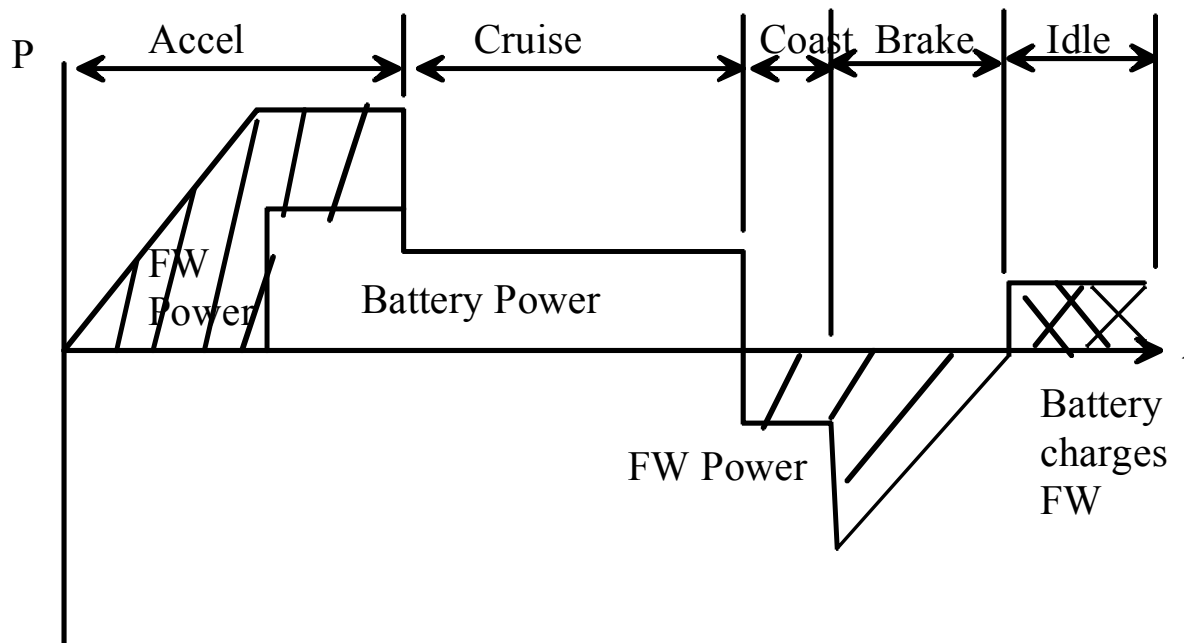 P
Accel
Cruise
Coast
Brake
Idle
FW
Power
Battery Power
FW Power
Battery
charges
FW